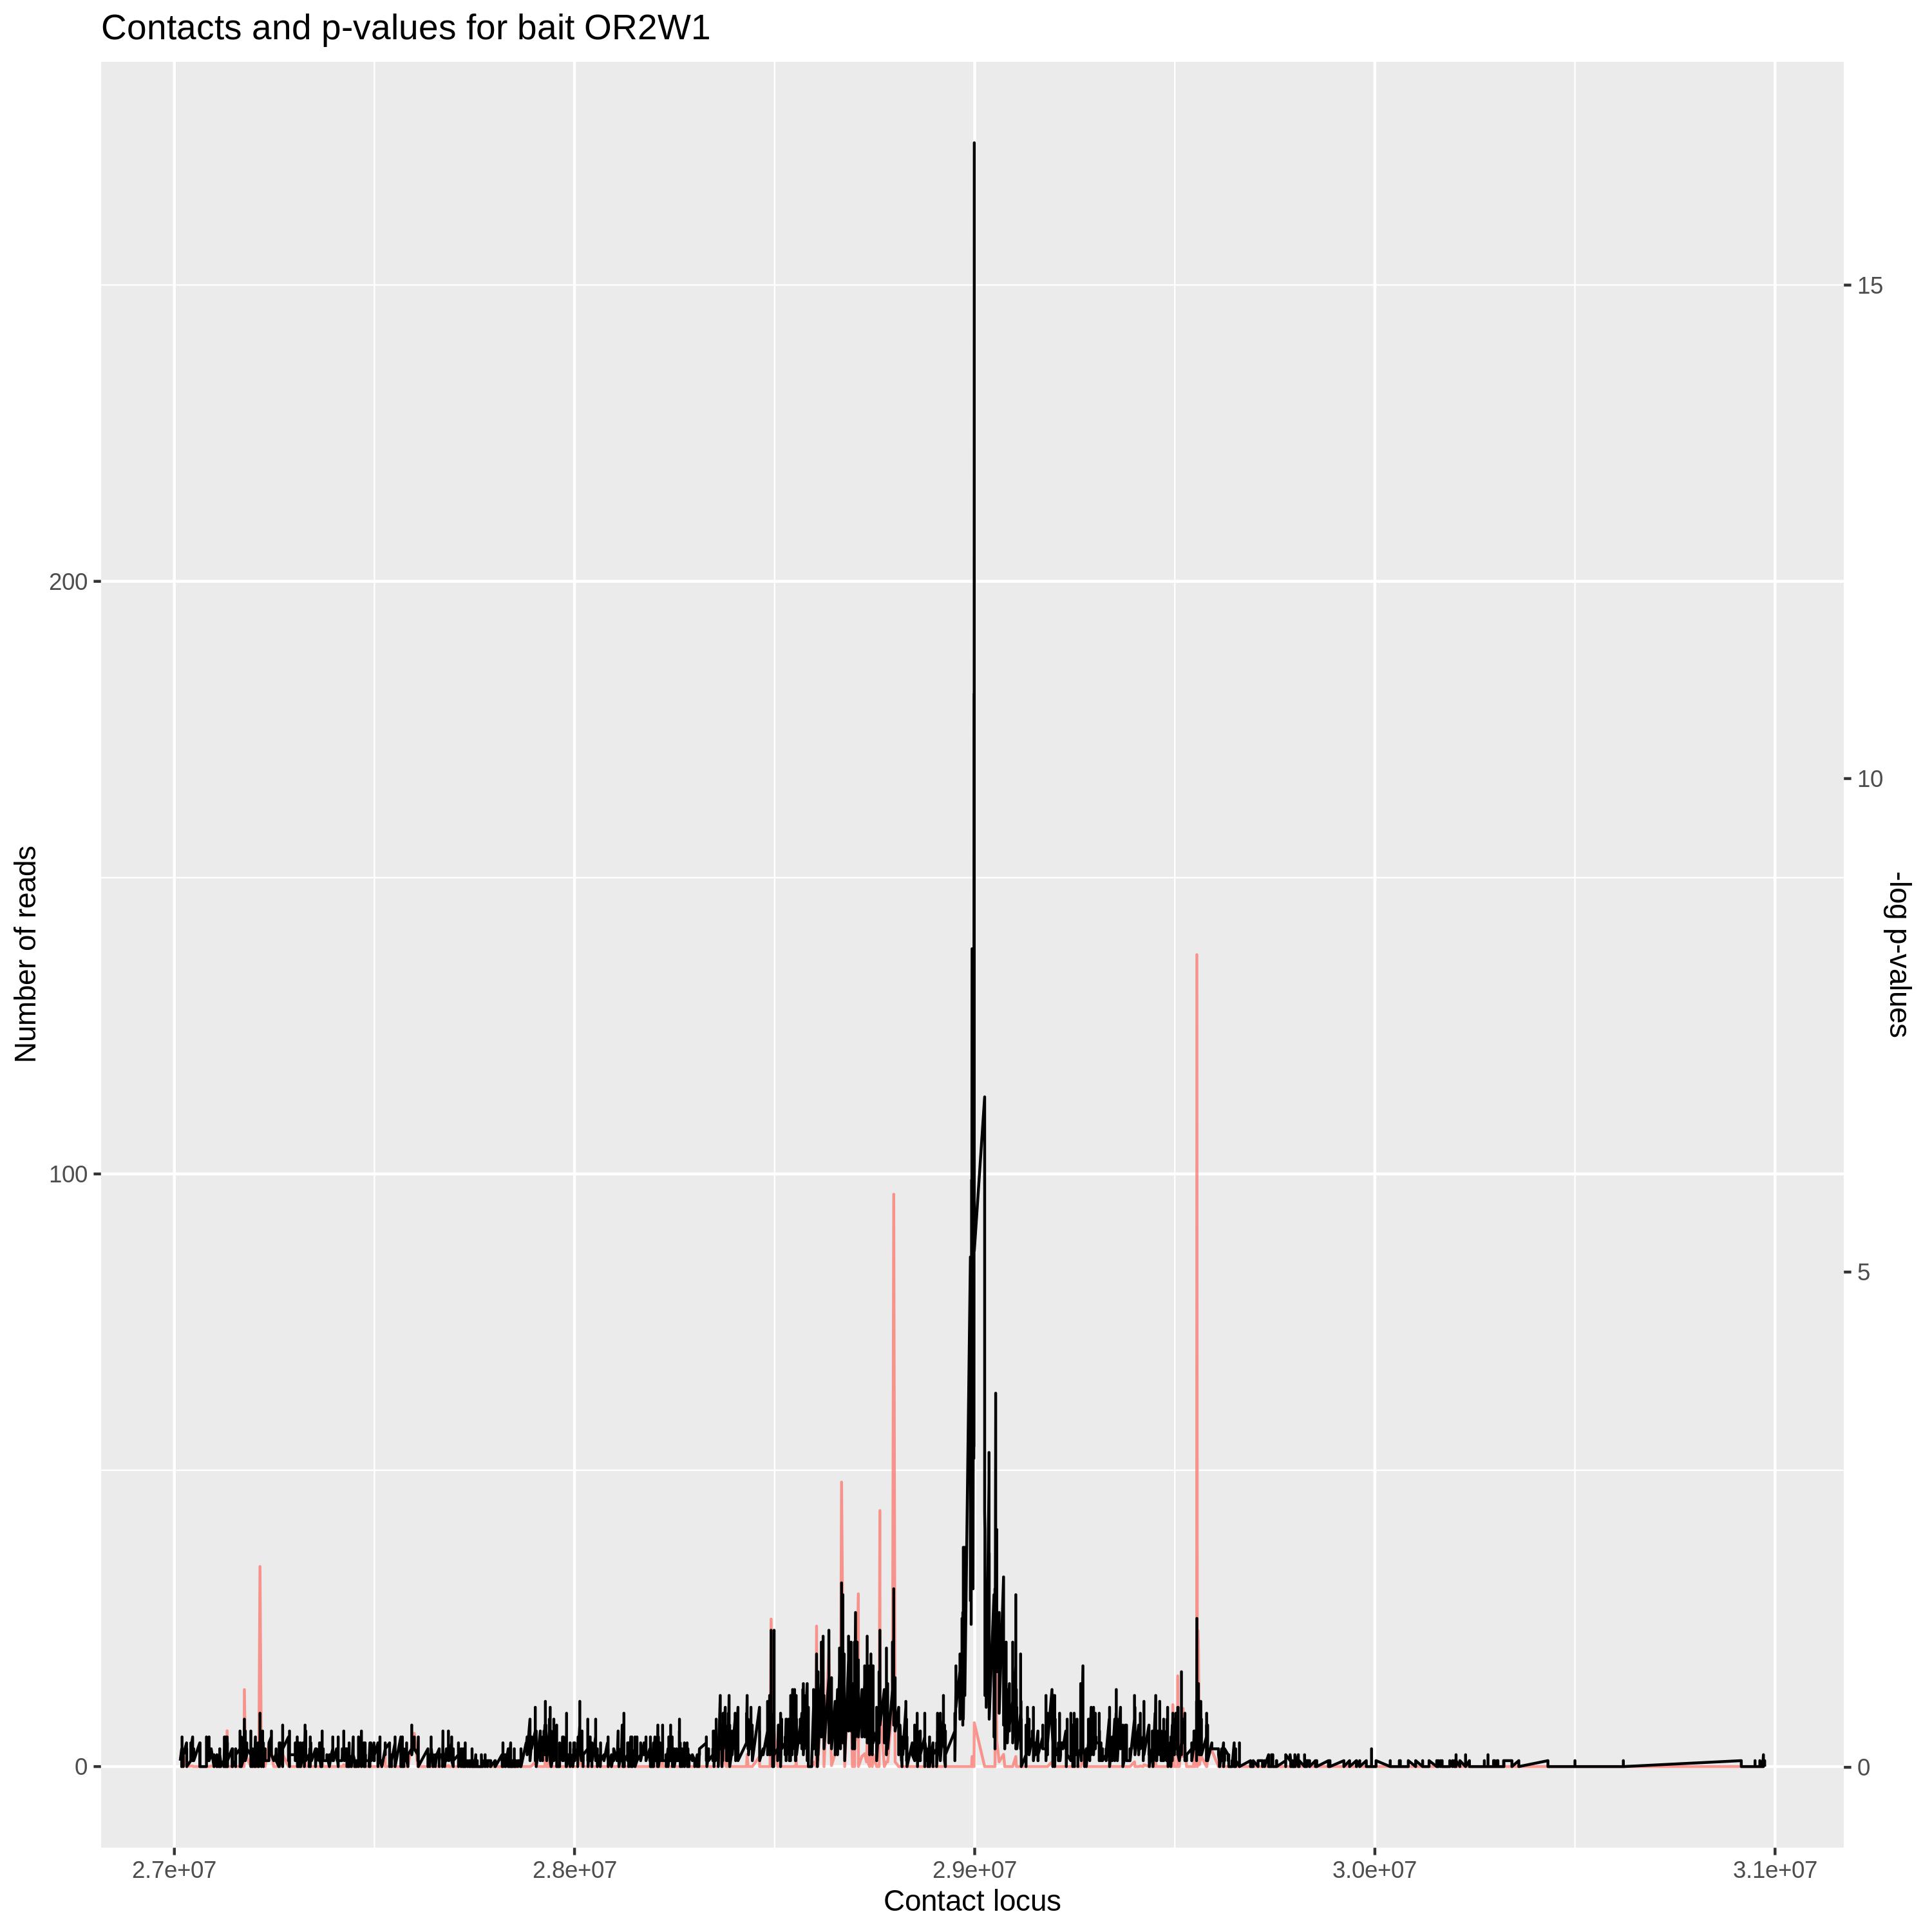 Contacts and p-values for bait OR2W1
15
200
10
Number of reads
-log p-values
5
100
0
0
2.7e+07 2.8e+07 2.9e+07 3.0e+07 3.1e+07
Contact locus